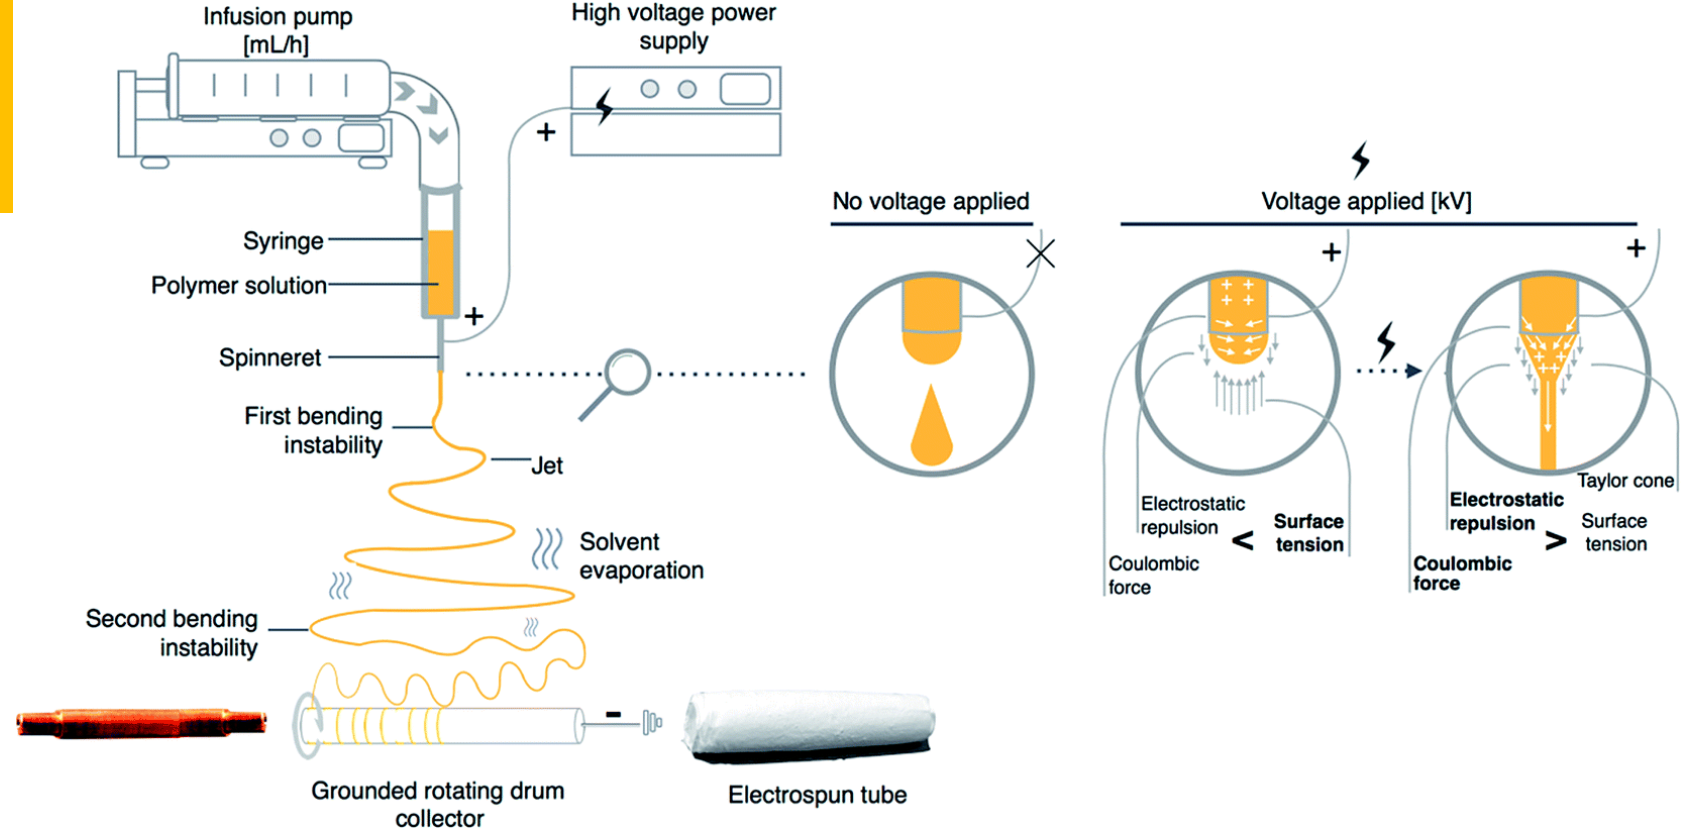 Infusion pump
[mL/h]
High voltage power
supply
+
Syringe
Polymer solution
+
Spinneret
First bending
instability
Jet
Solvent
evaporation
Second bending
instability
-
Grounded rotating drum
collector
Electrospun tube
No voltage applied
Voltage applied [kV]
+
+
+ +
+ +
Electrostatic
repulsion
<
Surface
tension
Coulombic
force
Taylor cone
Electrostatic
repulsion
>
Surface
tension
Coulombic
force